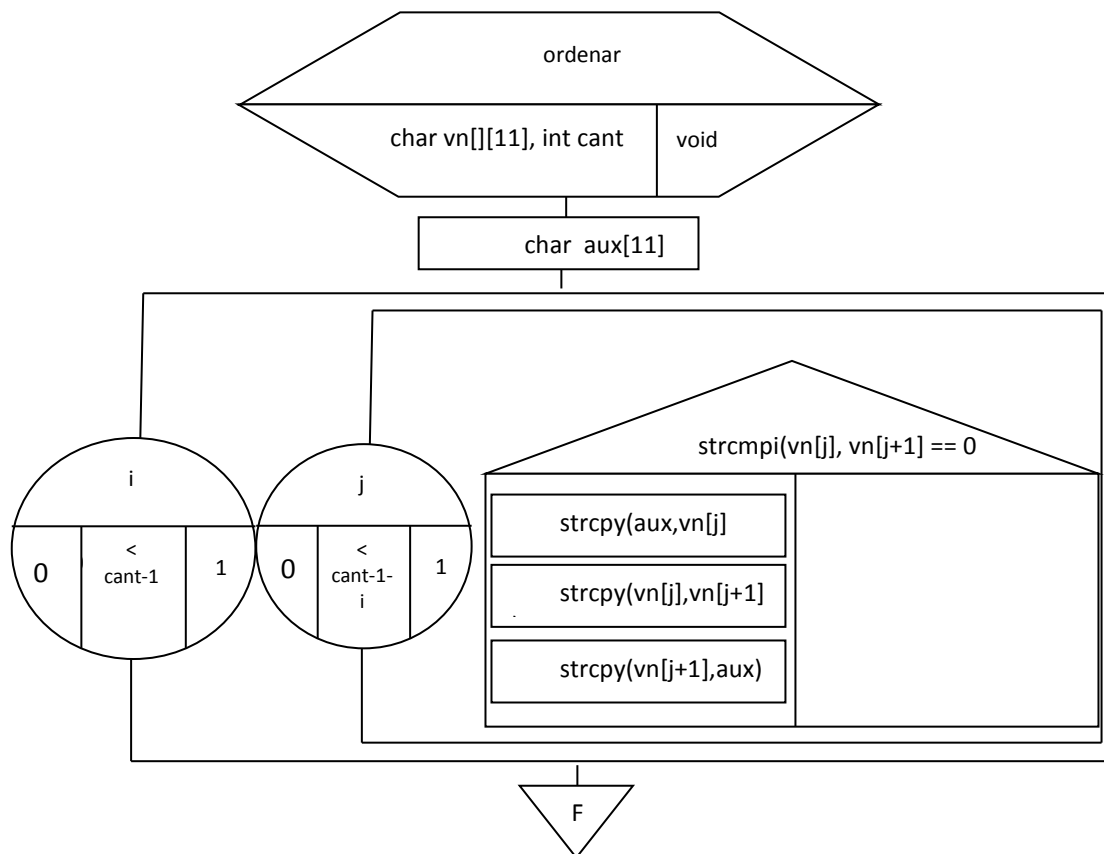 ordenar
char vn[][11], int cant
void
char aux[11]
i
0
<
cant-1
1
j
0
<
cant-1-
i
1
strcmpi(vn[j], vn[j+1] == 0
strcpy(aux,vn[j]
strcpy(vn[j],vn[j+1]
strcpy(vn[j+1],aux)
F